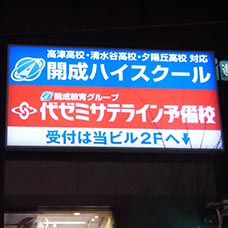 高津高校・清水谷高校・夕陽丘高校 対応
開成ハイスクール
開成教育グループ
代ゼミサテライン予備校
受付は当ビル2Fへ↓